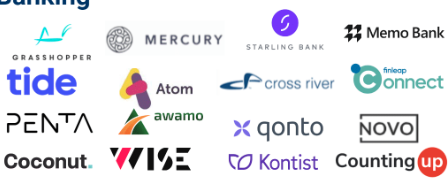 Banking
GRASSHOPPER
MERCURY
STARLING BANK
Memo Bank
tide
Atom
cross river
finleap
Connect
PENTA
awamo
qonto
NOVO
Coconut.
WISE
Kontist
Counting up